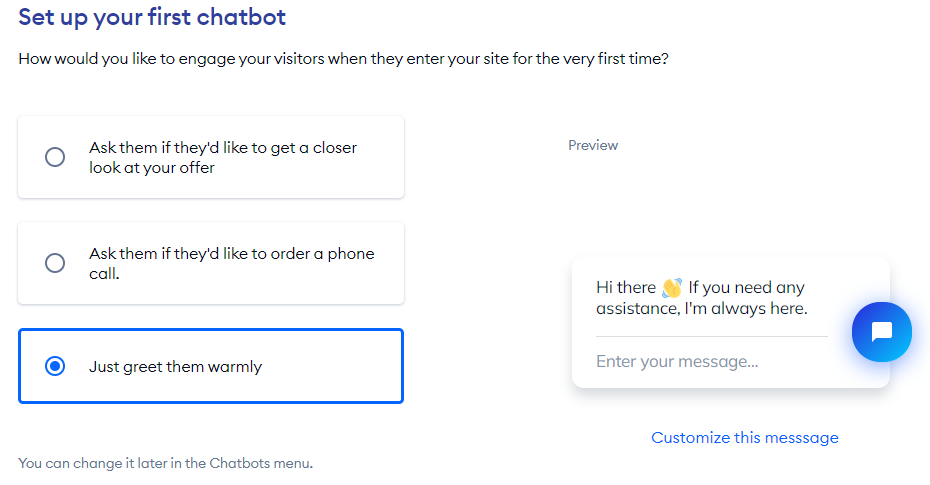 Set up your first chatbot
How would you like to engage your visitors when they enter your site for the very first time?
Ask them if they'd like to get a closer
look at your offer
Ask them if they'd like to order a phone
call.
Just greet them warmly
You can change it later in the Chatbots menu.
Preview
Hi there 👋 If you need any
assistance, I'm always here.
Enter your message...
Customize this messsage